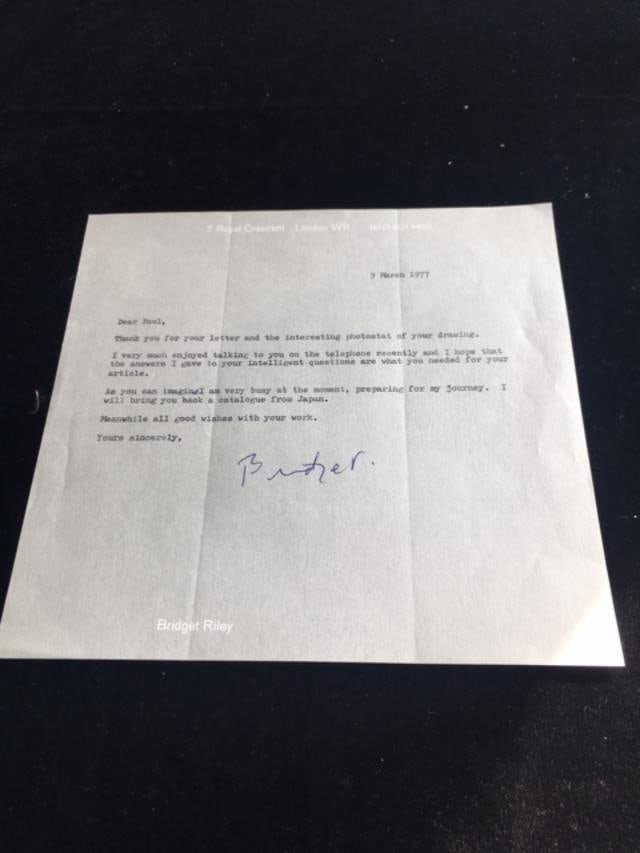 7 Royal Crescent London W11
9 March 1977
Dear Paul,
Thank you for your letter and the interesting photostat of your drawing.
I very much enjoyed talking to you on the telephone recently and I hope that
the answers I gave to your intelligent questions are what you needed for your
article.
As you can imagingI am very busy at the moment, preparing for my journey. I
will bring you back a catalogue from Japan.
Meanwhile all good wishes with your work.
Yours sincerely,
Bridget.
Bridget Riley